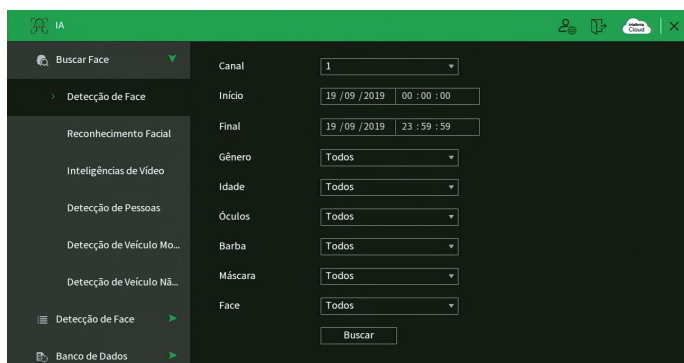 IA
intelbras
Cloud
Buscar Face
Detecção de Face
Reconhecimento Facial
Inteligências de Vídeo
Detecção de Pessoas
Detecção de Veículo Mo...
Detecção de Veículo Nã...
Detecção de Face
Banco de Dados
Canal 1
Início 19 /09 /2019 00 : 00 : 00
Final 19 /09 /2019 23 : 59 : 59
Gênero Todos
Idade Todos
Óculos Todos
Barba Todos
Máscara Todos
Face Todos
Buscar